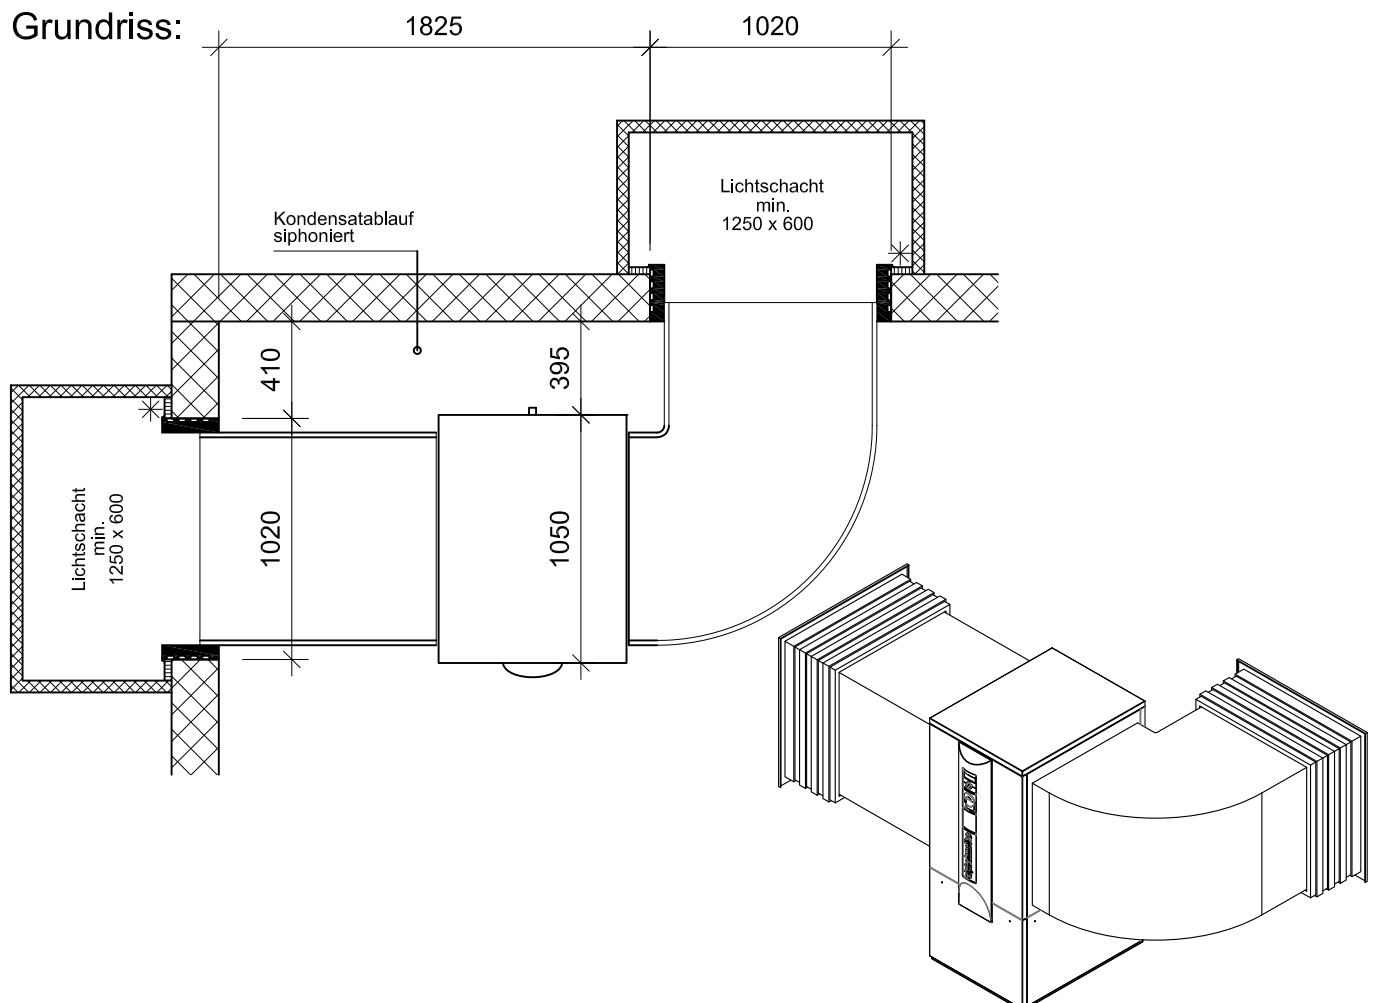 Grundriss:
1825
1020
Lichtschacht
min.
1250 x 600
Kondensatablauf
siphoniert
410
395
Lichtschacht
min.
1250 x 600
1020
1050